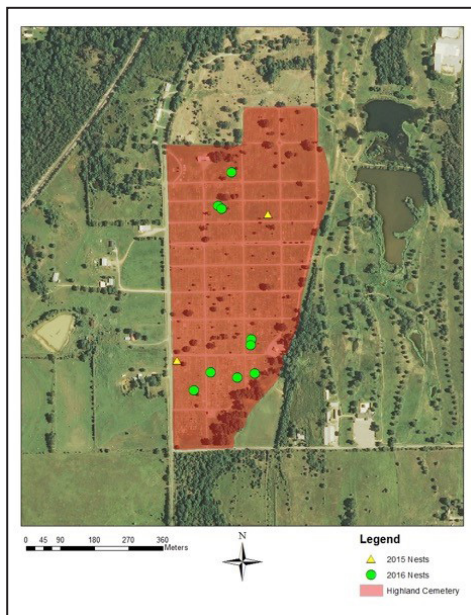 0 45 90 180 270 360
Meters
N
Legend
2015 Nests
2016 Nests
Highland Cemetery